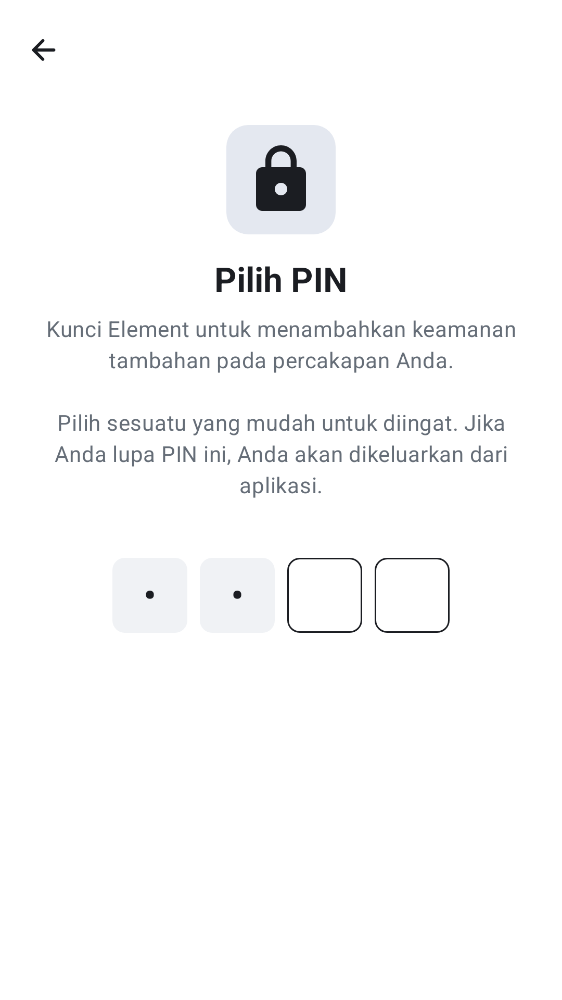 Pilih PIN
Kunci Element untuk menambahkan keamanan
tambahan pada percakapan Anda.
Pilih sesuatu yang mudah untuk diingat. Jika
Anda lupa PIN ini, Anda akan dikeluarkan dari
aplikasi.